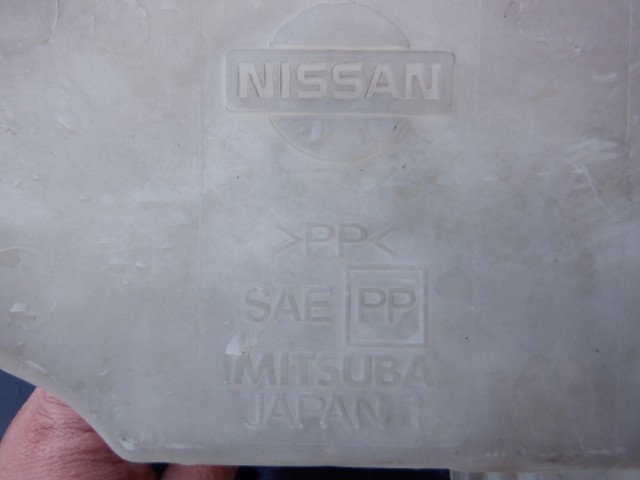 NISSAN
>PP<
SAE PP
MITSUBA
JAPAN 1